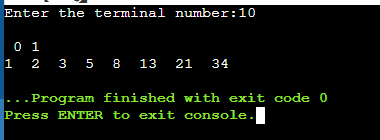 Enter the terminal number:10
0 1
1 2 3 5 8 13 21 34
...Program finished with exit code 0
Press ENTER to exit console.